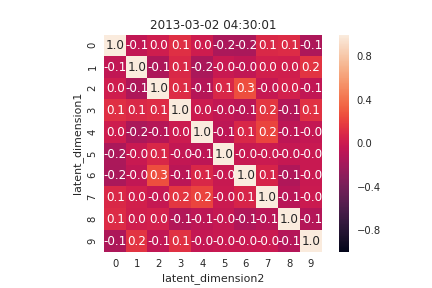 2013-03-02 04:30:01
latent_dimension1
0 1.0 -0.1 0.0 0.1 0.0 -0.2 -0.2 0.1 0.1 -0.1
1 -0.1 1.0 -0.1 0.1 -0.2 -0.0 -0.0 0.0 0.0 0.2
2 0.0 -0.1 1.0 0.1 -0.1 0.1 0.3 -0.0 0.0 -0.1
3 0.1 0.1 0.1 1.0 -0.0 -0.0 -0.1 0.2 -0.1 0.1
4 0.0 -0.2 -0.1 -0.0 1.0 -0.1 0.1 0.2 -0.1 -0.0
5 -0.2 -0.0 0.1 -0.0 -0.1 1.0 -0.0 -0.0 -0.0 -0.0
6 -0.2 -0.0 0.3 -0.1 0.1 -0.0 1.0 0.1 -0.1 -0.0
7 0.1 0.0 -0.0 0.2 0.2 -0.0 0.1 1.0 -0.1 -0.0
8 0.1 0.0 0.0 -0.1 -0.1 -0.0 -0.1 -0.1 1.0 -0.1
9 -0.1 0.2 -0.1 0.1 -0.0 -0.0 -0.0 -0.0 -0.1 1.0
0 1 2 3 4 5 6 7 8 9
latent_dimension2
0.8
0.4
0.0
-0.4
-0.8